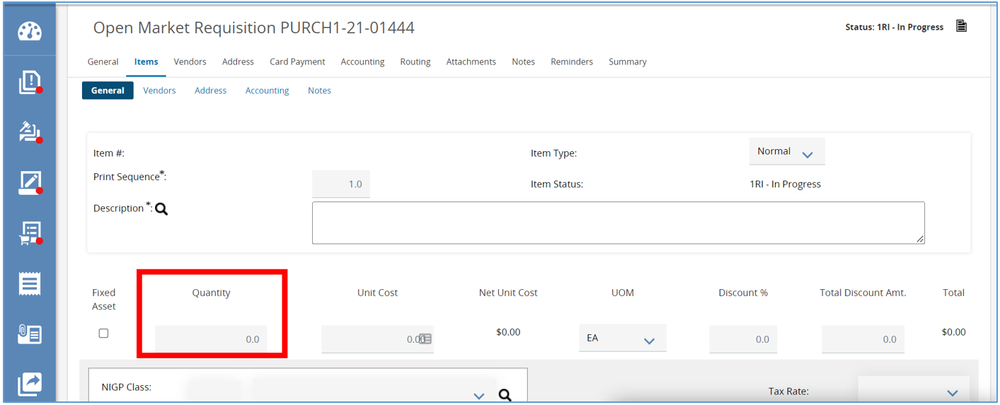 Open Market Requisition PURCH1-21-01444
Status: 1RI - In Progress
General Items Vendors Address Card Payment Accounting Routing Attachments Notes Reminders Summary
General Vendors Address Accounting Notes
Item #:
Item Type:
Normal
Print Sequence*:
1.0
Item Status:
1RI - In Progress
Description *:
Fixed Asset
Quantity
Unit Cost
Net Unit Cost
UOM
Discount %
Total Discount Amt.
Total
0.0
0.00
$0.00
EA
0.0
0.0
$0.00
NIGP Class:
Tax Rate: